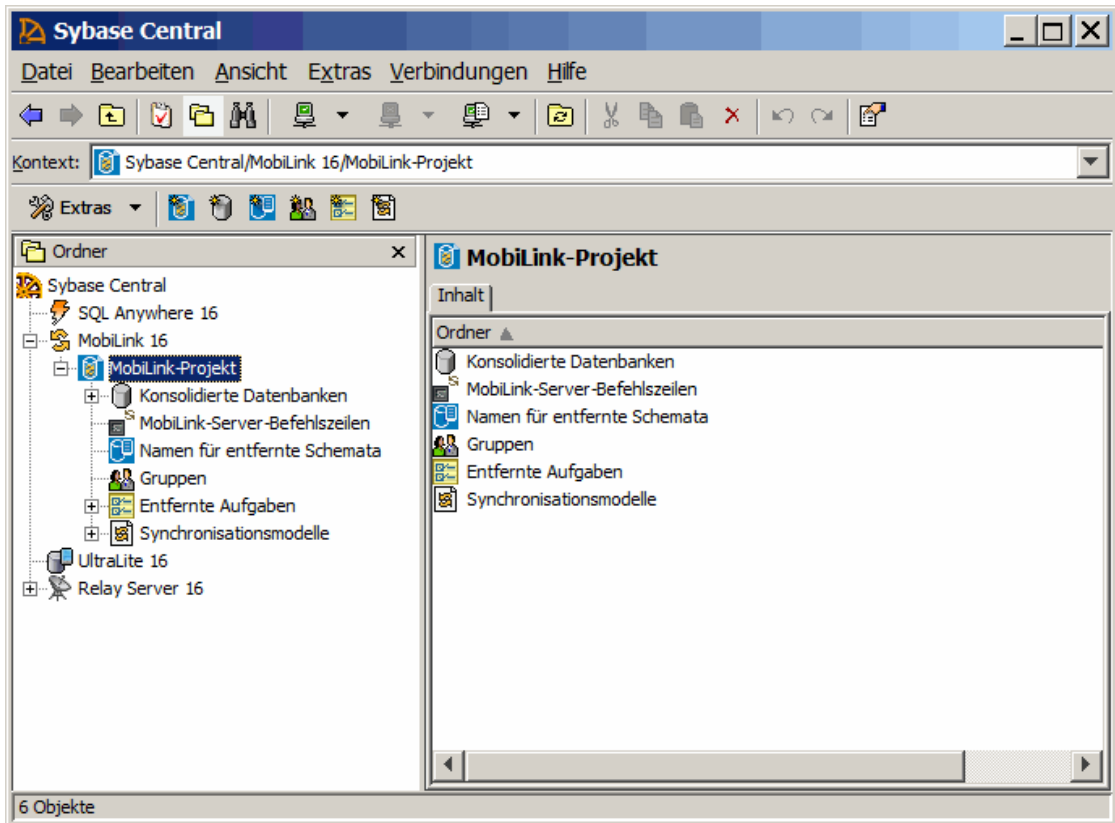 Sybase Central
Datei Bearbeiten Ansicht Extras Verbindungen Hilfe
Kontext: Sybase Central/MobiLink 16/MobiLink-Projekt
Extras
Ordner
Sybase Central
SQL Anywhere 16
MobiLink 16
MobiLink-Projekt
Konsolidierte Datenbanken
MobiLink-Server-Befehlszeilen
Namen für entfernte Schemata
Gruppen
Entfernte Aufgaben
Synchronisationsmodelle
UltraLite 16
Relay Server 16
MobiLink-Projekt
Inhalt
Ordner
Konsolidierte Datenbanken
MobiLink-Server-Befehlszeilen
Namen für entfernte Schemata
Gruppen
Entfernte Aufgaben
Synchronisationsmodelle
6 Objekte